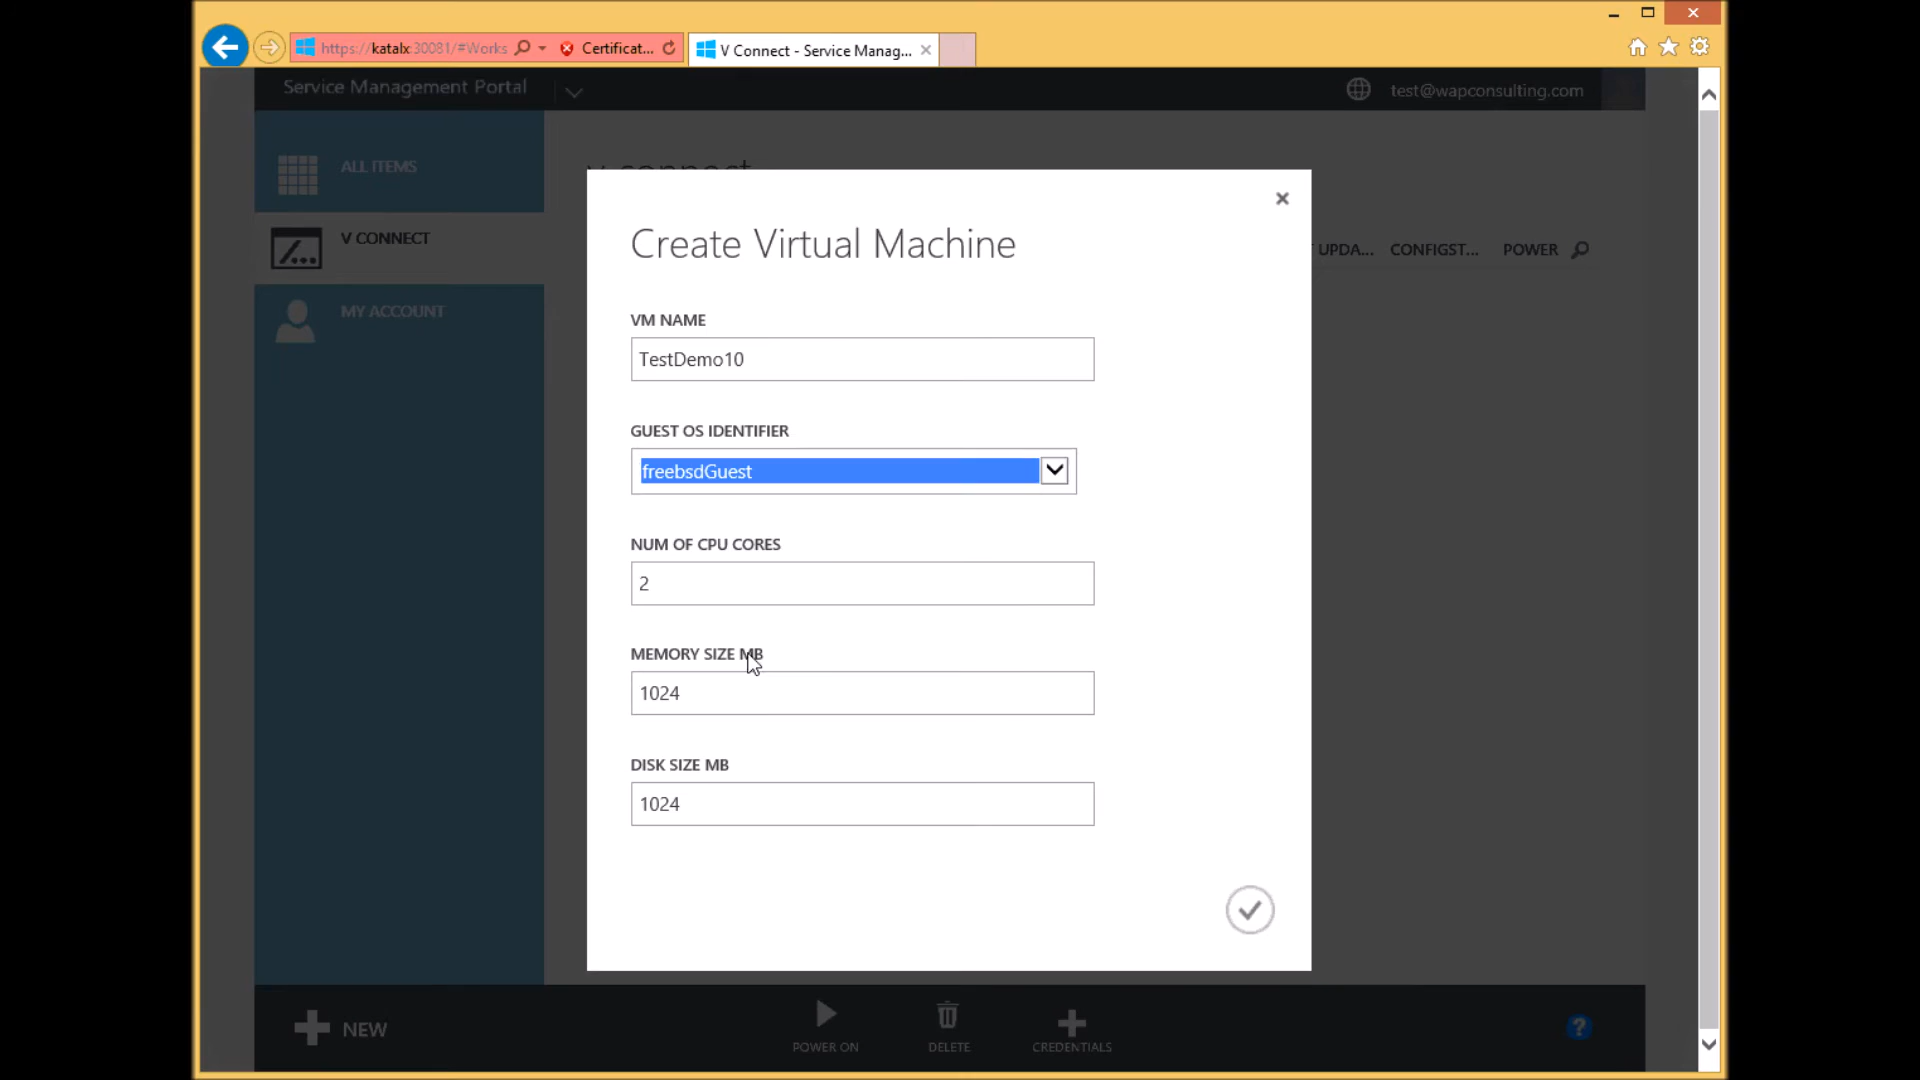 https://katalx:30081/#Works
Certificat...
V Connect - Service Manag...
Service Management Portal
test@wapconsulting.com
ALL ITEMS
V CONNECT
MY ACCOUNT
v connect
UPDA...
CONFIGST...
POWER
Create Virtual Machine
VM NAME
TestDemo10
GUEST OS IDENTIFIER
freebsdGuest
NUM OF CPU CORES
2
MEMORY SIZE MB
1024
DISK SIZE MB
1024
NEW
POWER ON
DELETE
CREDENTIALS
?